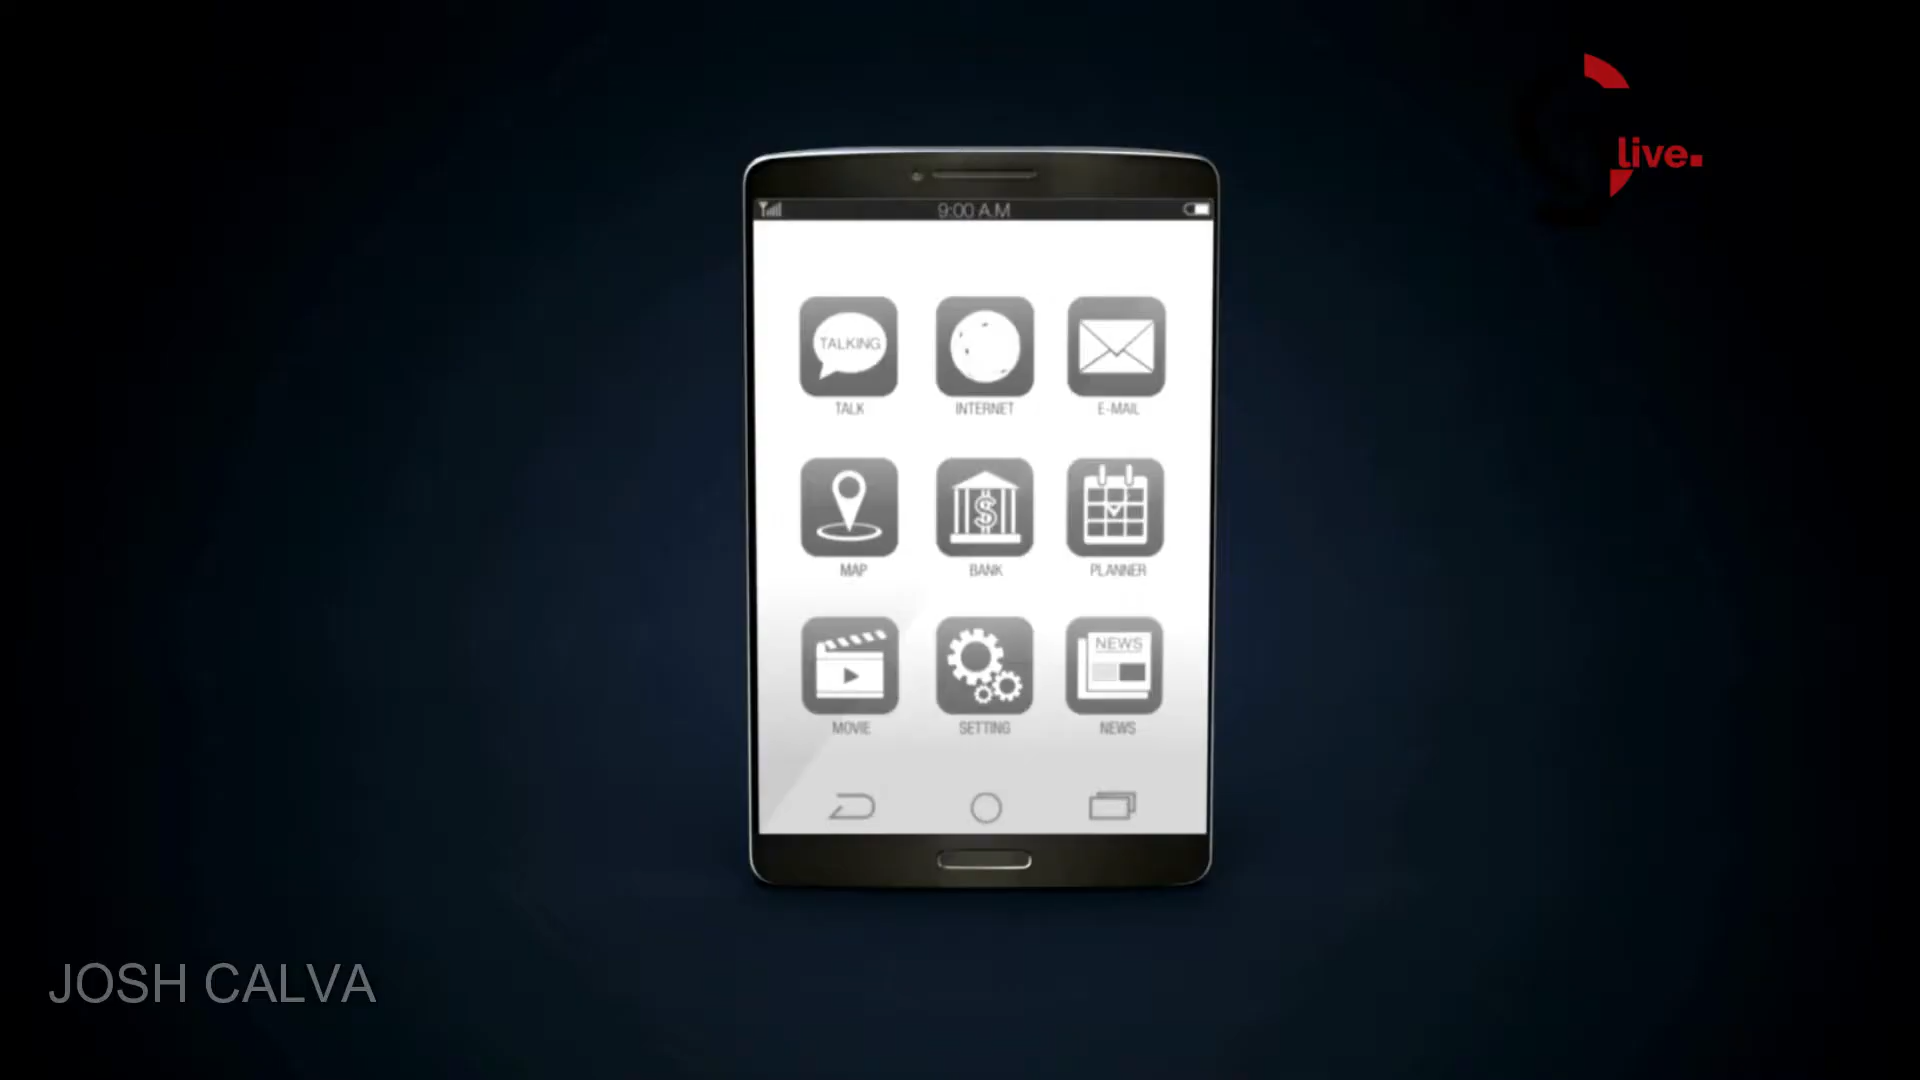 live.
9:00 A.M
TALKING
TALK INTERNET E-MAIL
$
MAP BANK PLANNER
NEWS
MOVIE SETTING NEWS
JOSH CALVA